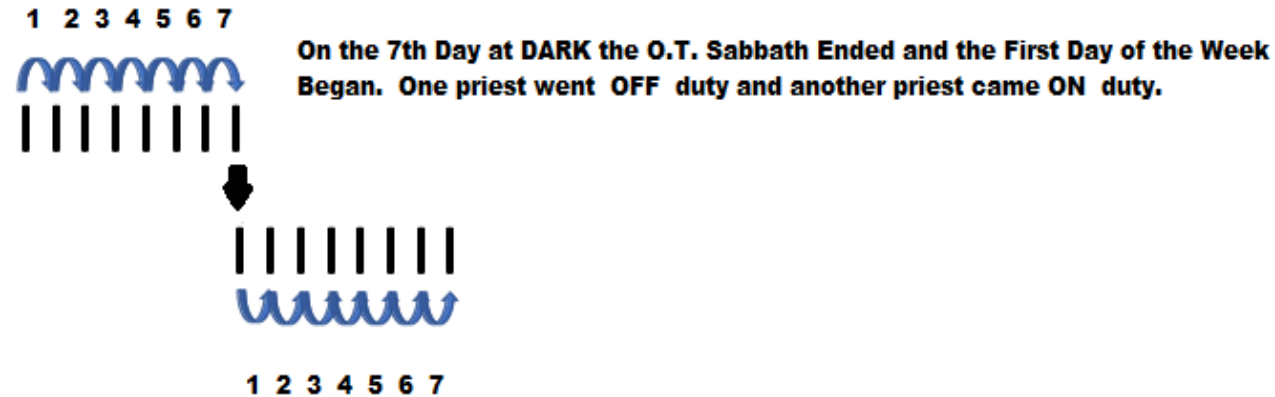 1 2 3 4 5 6 7
On the 7th Day at DARK the O.T. Sabbath Ended and the First Day of the Week
Began. One priest went OFF duty and another priest came ON duty.
1 2 3 4 5 6 7